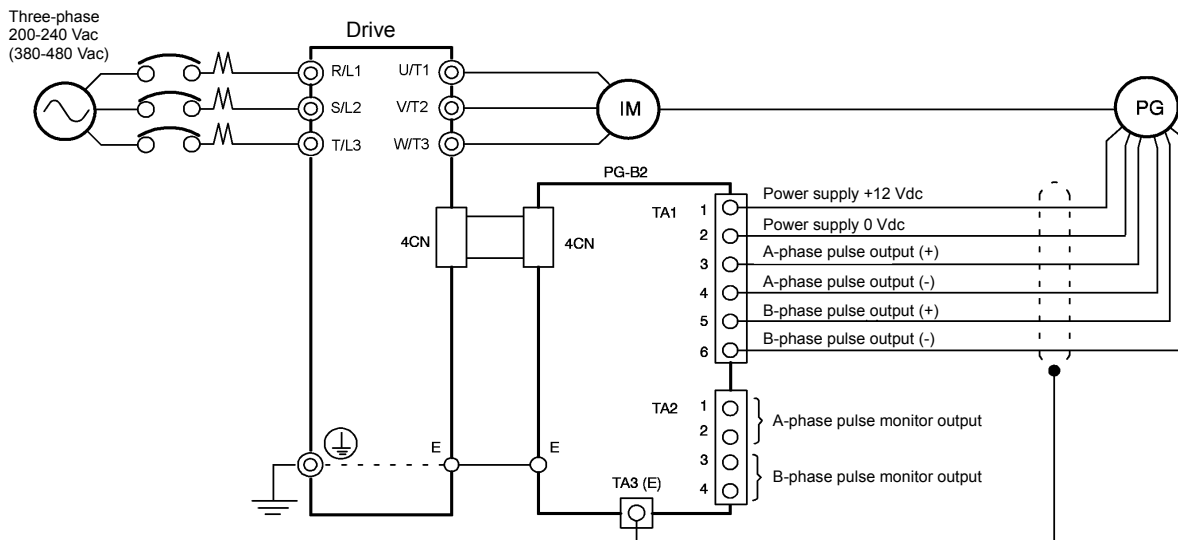 Three-phase
200-240 Vac
(380-480 Vac)
Drive
R/L1
U/T1
S/L2
V/T2
T/L3
W/T3
IM
PG
PG-B2
TA1
1
Power supply +12 Vdc
2
Power supply 0 Vdc
3
A-phase pulse output (+)
4
A-phase pulse output (-)
5
B-phase pulse output (+)
6
B-phase pulse output (-)
4CN
4CN
TA2
1
2
A-phase pulse monitor output
3
4
B-phase pulse monitor output
E
E
TA3 (E)